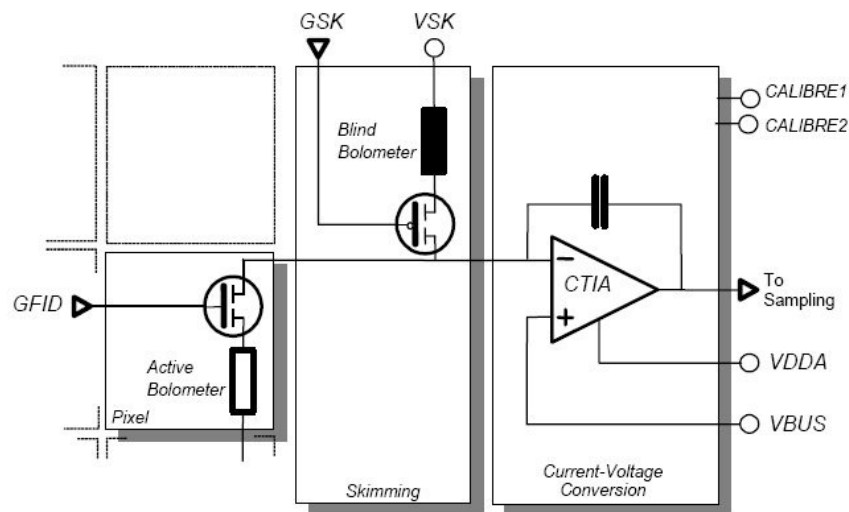 GSK
VSK
CALIBRE1
CALIBRE2
Blind
Bolometer
CTIA
To
Sampling
GFID
VDDA
Active
Bolometer
VBUS
Pixel
Skimming
Current-Voltage
Conversion